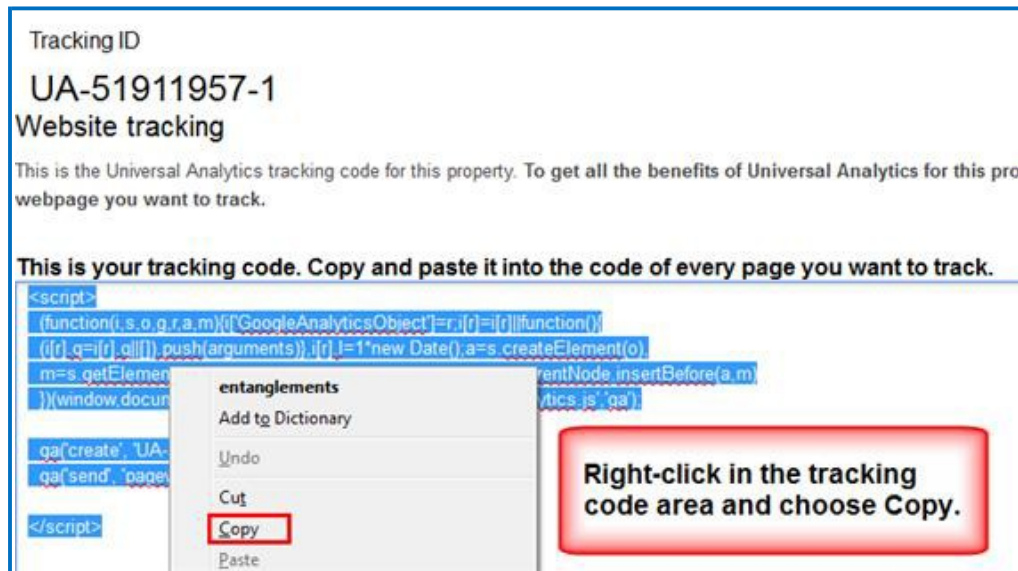 Tracking ID
UA-51911957-1
Website tracking
This is the Universal Analytics tracking code for this property. To get all the benefits of Universal Analytics for this pro
webpage you want to track.
This is your tracking code. Copy and paste it into the code of every page you want to track.
<script>
(function(i,s,o,g,r,a,m){i['GoogleAnalyticsObject']=r;i[r]=i[r]||function(){
(i[r].q=i[r].q||[]).push(arguments)},i[r].l=1*new Date();a=s.createElement(o),
m=s.getElemen rentNode.insertBefore(a,m)
})(window,docun ytics.js','ga');
ga('create', 'UA-
ga('send', 'pagev
</script>
entanglements
Add to Dictionary
Undo
Cut
Copy
Paste
Right-click in the tracking
code area and choose Copy.